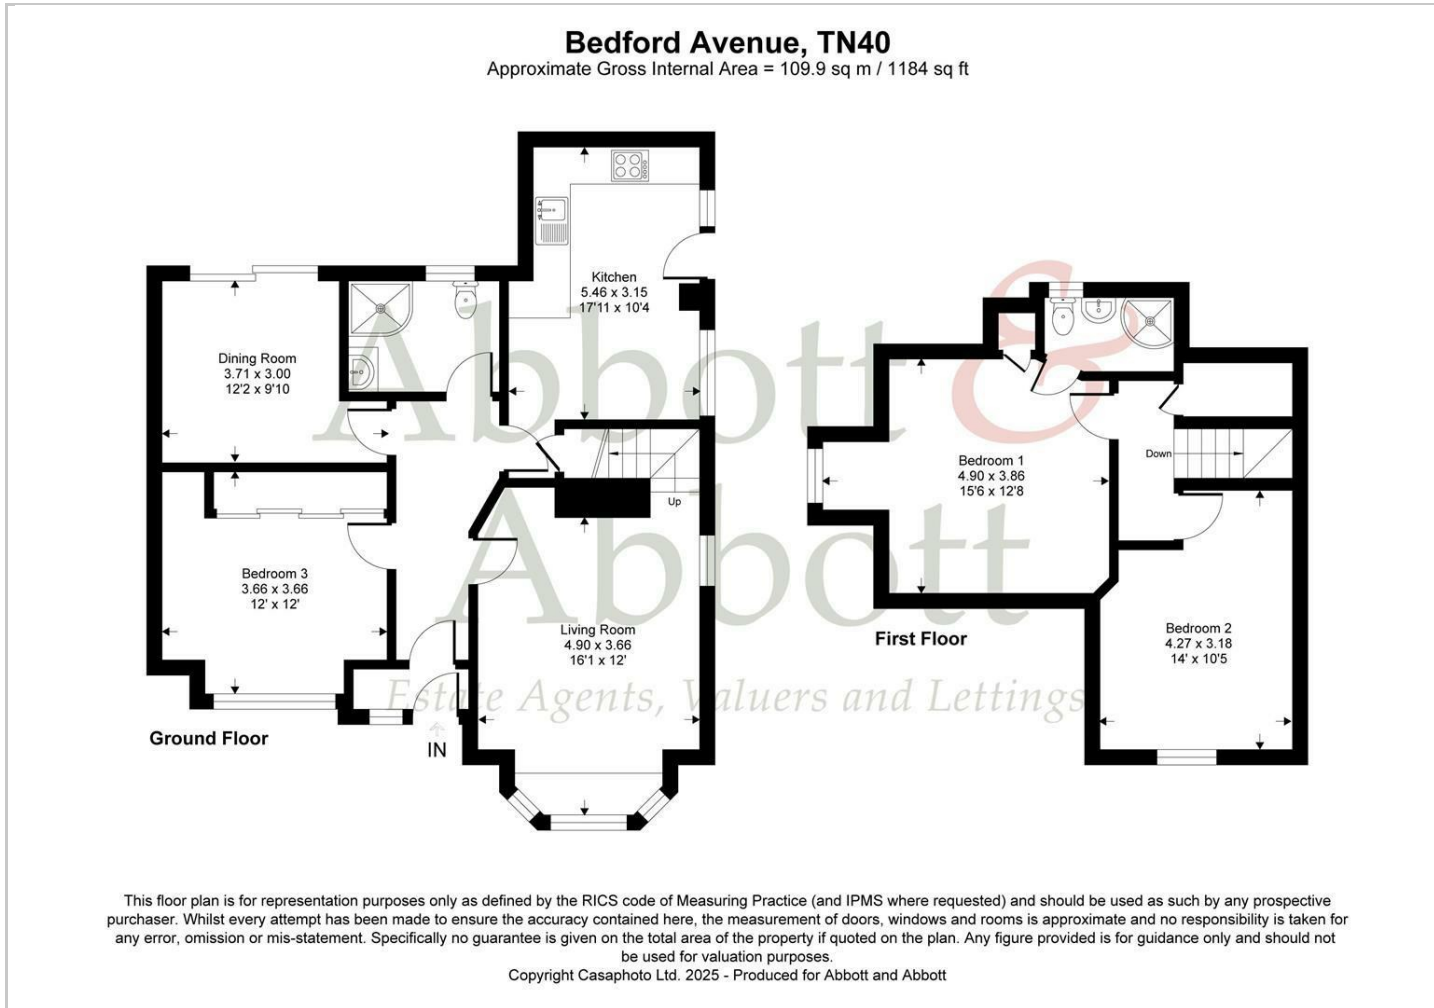 Bedford Avenue, TN40
Approximate Gross Internal Area = 109.9 sq m / 1184 sq ft
Kitchen
5.46 x 3.15
17'11 x 10'4
Dining Room
3.71 x 3.00
12'2 x 9'10
Up
Bedroom 3
3.66 x 3.66
12' x 12'
Living Room
4.90 x 3.66
16'1 x 12'
Ground Floor
IN
Bedroom 1
4.90 x 3.86
15'6 x 12'8
Down
First Floor
Bedroom 2
4.27 x 3.18
14' x 10'5
Abbott &
Abbott
Estate Agents, Valuers and Lettings
This floor plan is for representation purposes only as defined by the RICS code of Measuring Practice (and IPMS where requested) and should be used as such by any prospective
purchaser. Whilst every attempt has been made to ensure the accuracy contained here, the measurement of doors, windows and rooms is approximate and no responsibility is taken for
any error, omission or mis-statement. Specifically no guarantee is given on the total area of the property if quoted on the plan. Any figure provided is for guidance only and should not
be used for valuation purposes.
Copyright Casaphoto Ltd. 2025 - Produced for Abbott and Abbott